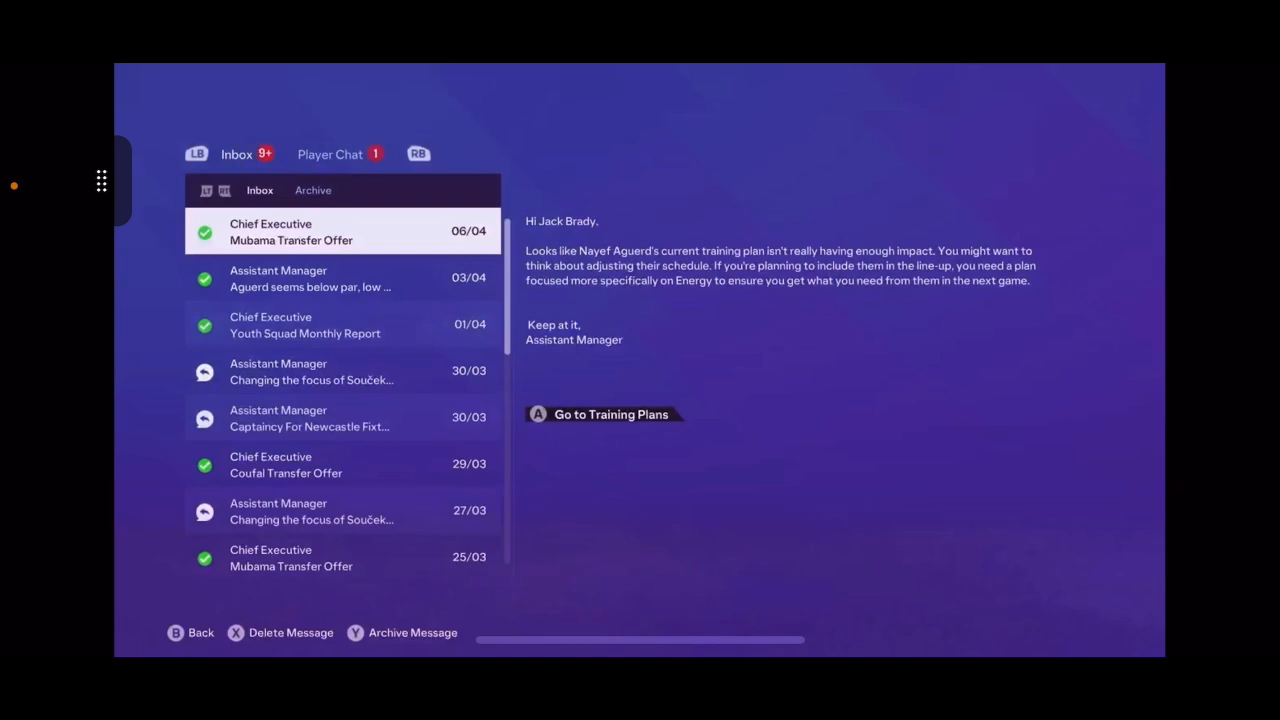 LB Inbox 9+ Player Chat 1 RB
LT RT Inbox Archive
Chief Executive
Mubama Transfer Offer
06/04
Assistant Manager
Aguerd seems below par, low ...
03/04
Chief Executive
Youth Squad Monthly Report
01/04
Assistant Manager
Changing the focus of Souček...
30/03
Assistant Manager
Captaincy For Newcastle Fixt...
30/03
Chief Executive
Coufal Transfer Offer
29/03
Assistant Manager
Changing the focus of Souček...
27/03
Chief Executive
Mubama Transfer Offer
25/03
Hi Jack Brady,
Looks like Nayef Aguerd's current training plan isn't really having enough impact. You might want to
think about adjusting their schedule. If you're planning to include them in the line-up, you need a plan
focused more specifically on Energy to ensure you get what you need from them in the next game.
Keep at it,
Assistant Manager
A Go to Training Plans
B Back X Delete Message Y Archive Message